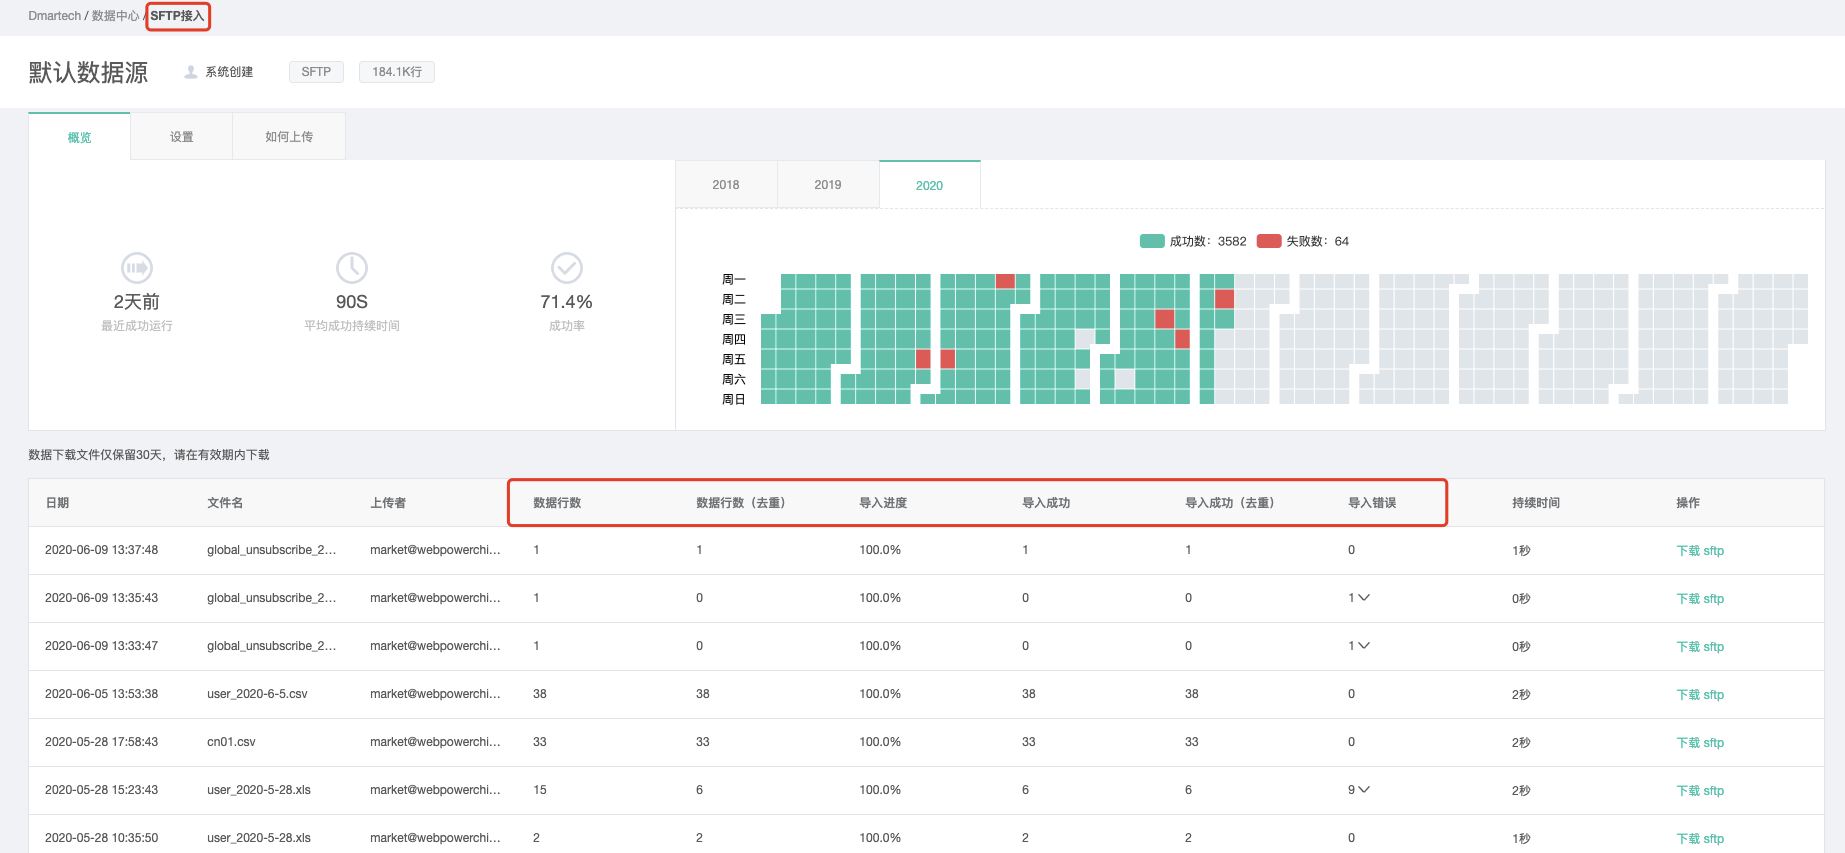 Dmartech / 数据中心 / SFTP接入
默认数据源 系统创建 SFTP 184.1K行
概览 设置 如何上传
2018 2019 2020
成功数：3582 失败数：64
2天前 90S 71.4%
最近成功运行 平均成功持续时间 成功率
周一
周二
周三
周四
周五
周六
周日
数据下载文件仅保留30天，请在有效期内下载
日期 文件名 上传者 数据行数 数据行数（去重） 导入进度 导入成功 导入成功（去重） 导入错误 持续时间 操作
2020-06-09 13:37:48 global_unsubscribe_2... market@webpowerchi... 1 1 100.0% 1 1 0 1秒 下载 sftp
2020-06-09 13:35:43 global_unsubscribe_2... market@webpowerchi... 1 0 100.0% 0 0 1 0秒 下载 sftp
2020-06-09 13:33:47 global_unsubscribe_2... market@webpowerchi... 1 0 100.0% 0 0 1 0秒 下载 sftp
2020-06-05 13:53:38 user_2020-6-5.csv market@webpowerchi... 38 38 100.0% 38 38 0 2秒 下载 sftp
2020-05-28 17:58:43 cn01.csv market@webpowerchi... 33 33 100.0% 33 33 0 2秒 下载 sftp
2020-05-28 15:23:43 user_2020-5-28.xls market@webpowerchi... 15 6 100.0% 6 6 9 2秒 下载 sftp
2020-05-28 10:35:50 user_2020-5-28.xls market@webpowerchi... 2 2 100.0% 2 2 0 1秒 下载 sftp